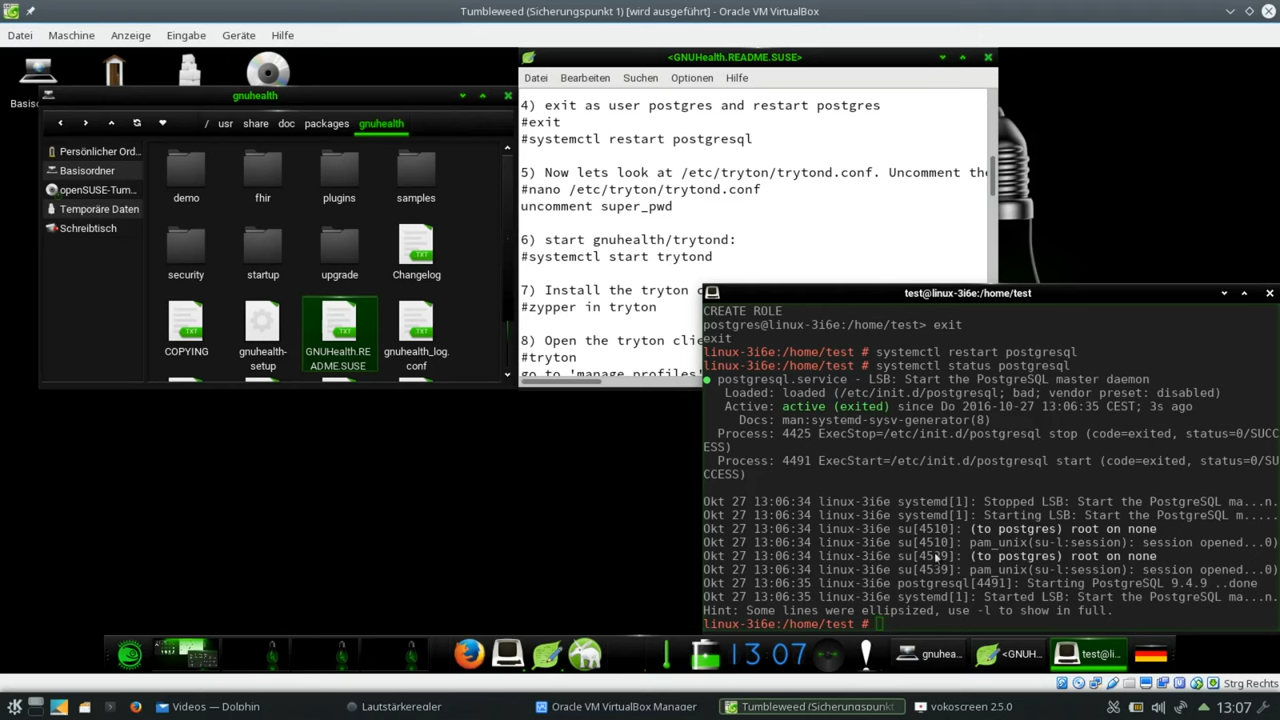 Tumbleweed (Sicherungspunkt 1) [wird ausgeführt] - Oracle VM VirtualBox
Datei Maschine Anzeige Eingabe Geräte Hilfe
gnuhealth
/ usr share doc packages gnuhealth
Persönlicher Ord...
Basisordner
openSUSE-Tum...
Temporäre Daten
Schreibtisch
demo fhir plugins samples
security startup upgrade Changelog
COPYING gnuhealth-setup GNUHealth.README.SUSE gnuhealth_log.conf
<GNUHealth.README.SUSE>
Datei Bearbeiten Suchen Optionen Hilfe
4) exit as user postgres and restart postgres
#exit
#systemctl restart postgresql
5) Now lets look at /etc/tryton/trytond.conf. Uncomment the
#nano /etc/tryton/trytond.conf
uncomment super_pwd
6) start gnuhealth/trytond:
#systemctl start trytond
7) Install the tryton c
#zypper in tryton
8) Open the tryton clie
#tryton
go to 'manage profiles'
test@linux-3i6e:/home/test
CREATE ROLE
postgres@linux-3i6e:/home/test> exit
exit
linux-3i6e:/home/test # systemctl restart postgresql
linux-3i6e:/home/test # systemctl status postgresql
● postgresql.service - LSB: Start the PostgreSQL master daemon
Loaded: loaded (/etc/init.d/postgresql; bad; vendor preset: disabled)
Active: active (exited) since Do 2016-10-27 13:06:35 CEST; 3s ago
Docs: man:systemd-sysv-generator(8)
Process: 4425 ExecStop=/etc/init.d/postgresql stop (code=exited, status=0/SUCC
ESS)
Process: 4491 ExecStart=/etc/init.d/postgresql start (code=exited, status=0/SU
CCESS)
Okt 27 13:06:34 linux-3i6e systemd[1]: Stopped LSB: Start the PostgreSQL ma...n.
Okt 27 13:06:34 linux-3i6e systemd[1]: Starting LSB: Start the PostgreSQL m.....
Okt 27 13:06:34 linux-3i6e su[4510]: (to postgres) root on none
Okt 27 13:06:34 linux-3i6e su[4510]: pam_unix(su-l:session): session opened...0)
Okt 27 13:06:34 linux-3i6e su[4539]: (to postgres) root on none
Okt 27 13:06:34 linux-3i6e su[4539]: pam_unix(su-l:session): session opened...0)
Okt 27 13:06:35 linux-3i6e postgresql[4491]: Starting PostgreSQL 9.4.9 ..done
Okt 27 13:06:35 linux-3i6e systemd[1]: Started LSB: Start the PostgreSQL ma...n.
Hint: Some lines were ellipsized, use -l to show in full.
linux-3i6e:/home/test #
13:07 gnuhea... <GNUH... test@li...
Strg Rechts
Videos — Dolphin Lautstärkeregler Oracle VM VirtualBox Manager Tumbleweed (Sicherungspunkt vokoscreen 2.5.0 13:07